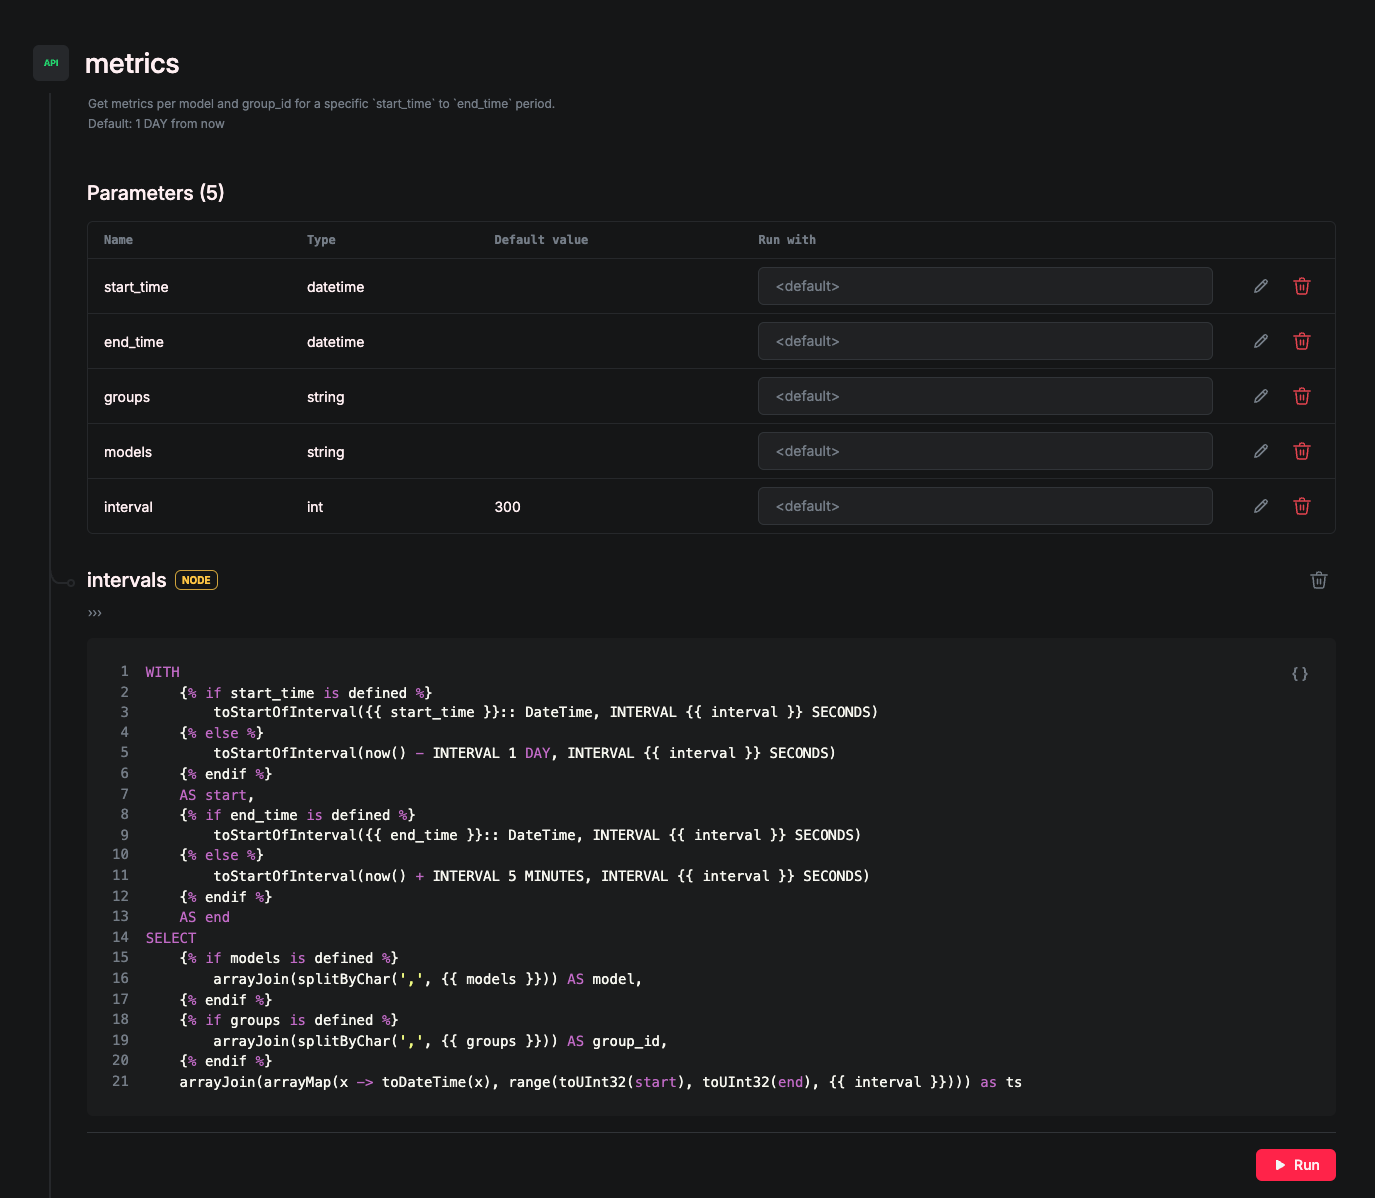 API
metrics
Get metrics per model and group_id for a specific `start_time` to `end_time` period.
Default: 1 DAY from now
Parameters (5)
Name Type Default value Run with
start_time datetime <default>
end_time datetime <default>
groups string <default>
models string <default>
interval int 300 <default>
intervals NODE
›››
{}
1 WITH
2     {% if start_time is defined %}
3         toStartOfInterval({{ start_time }}:: DateTime, INTERVAL {{ interval }} SECONDS)
4     {% else %}
5         toStartOfInterval(now() - INTERVAL 1 DAY, INTERVAL {{ interval }} SECONDS)
6     {% endif %}
7     AS start,
8     {% if end_time is defined %}
9         toStartOfInterval({{ end_time }}:: DateTime, INTERVAL {{ interval }} SECONDS)
10     {% else %}
11         toStartOfInterval(now() + INTERVAL 5 MINUTES, INTERVAL {{ interval }} SECONDS)
12     {% endif %}
13     AS end
14 SELECT
15     {% if models is defined %}
16         arrayJoin(splitByChar(',', {{ models }})) AS model,
17     {% endif %}
18     {% if groups is defined %}
19         arrayJoin(splitByChar(',', {{ groups }})) AS group_id,
20     {% endif %}
21     arrayJoin(arrayMap(x -> toDateTime(x), range(toUInt32(start), toUInt32(end), {{ interval }}))) as ts
Run